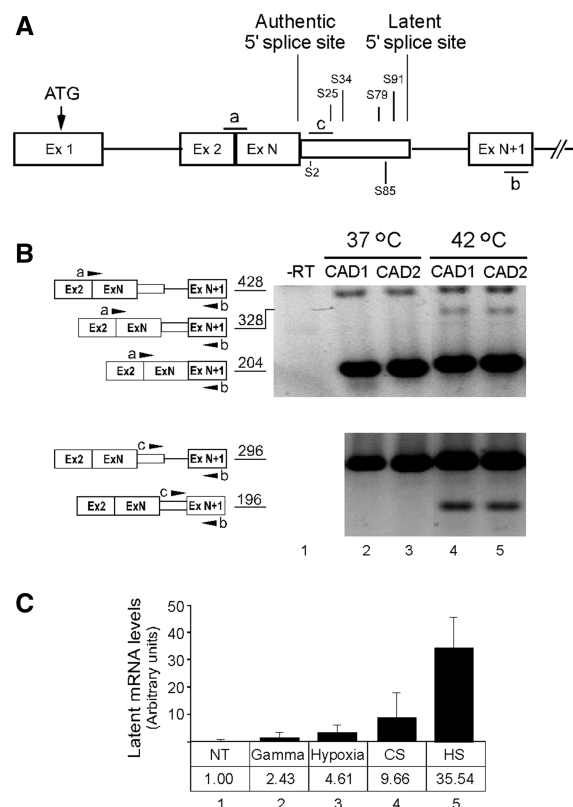 A
Authentic
5' splice site
Latent
5' splice site
S34
S91
S25
S79
ATG
a
c
Ex 1
Ex 2
Ex N
Ex N+1
S2
S85
b
B
37 ºC
42 ºC
-RT CAD1 CAD2 CAD1 CAD2
a
428
Ex2 ExN Ex N+1
b
a
328
Ex2 ExN Ex N+1
b
a
204
Ex2 ExN Ex N+1
b
c
296
Ex2 ExN Ex N+1
b
c
196
Ex2 ExN Ex N+1
b
1 2 3 4 5
C
Latent mRNA levels
(Arbitrary units)
50
40
30
20
10
NT Gamma Hypoxia CS HS
1.00 2.43 4.61 9.66 35.54
1 2 3 4 5